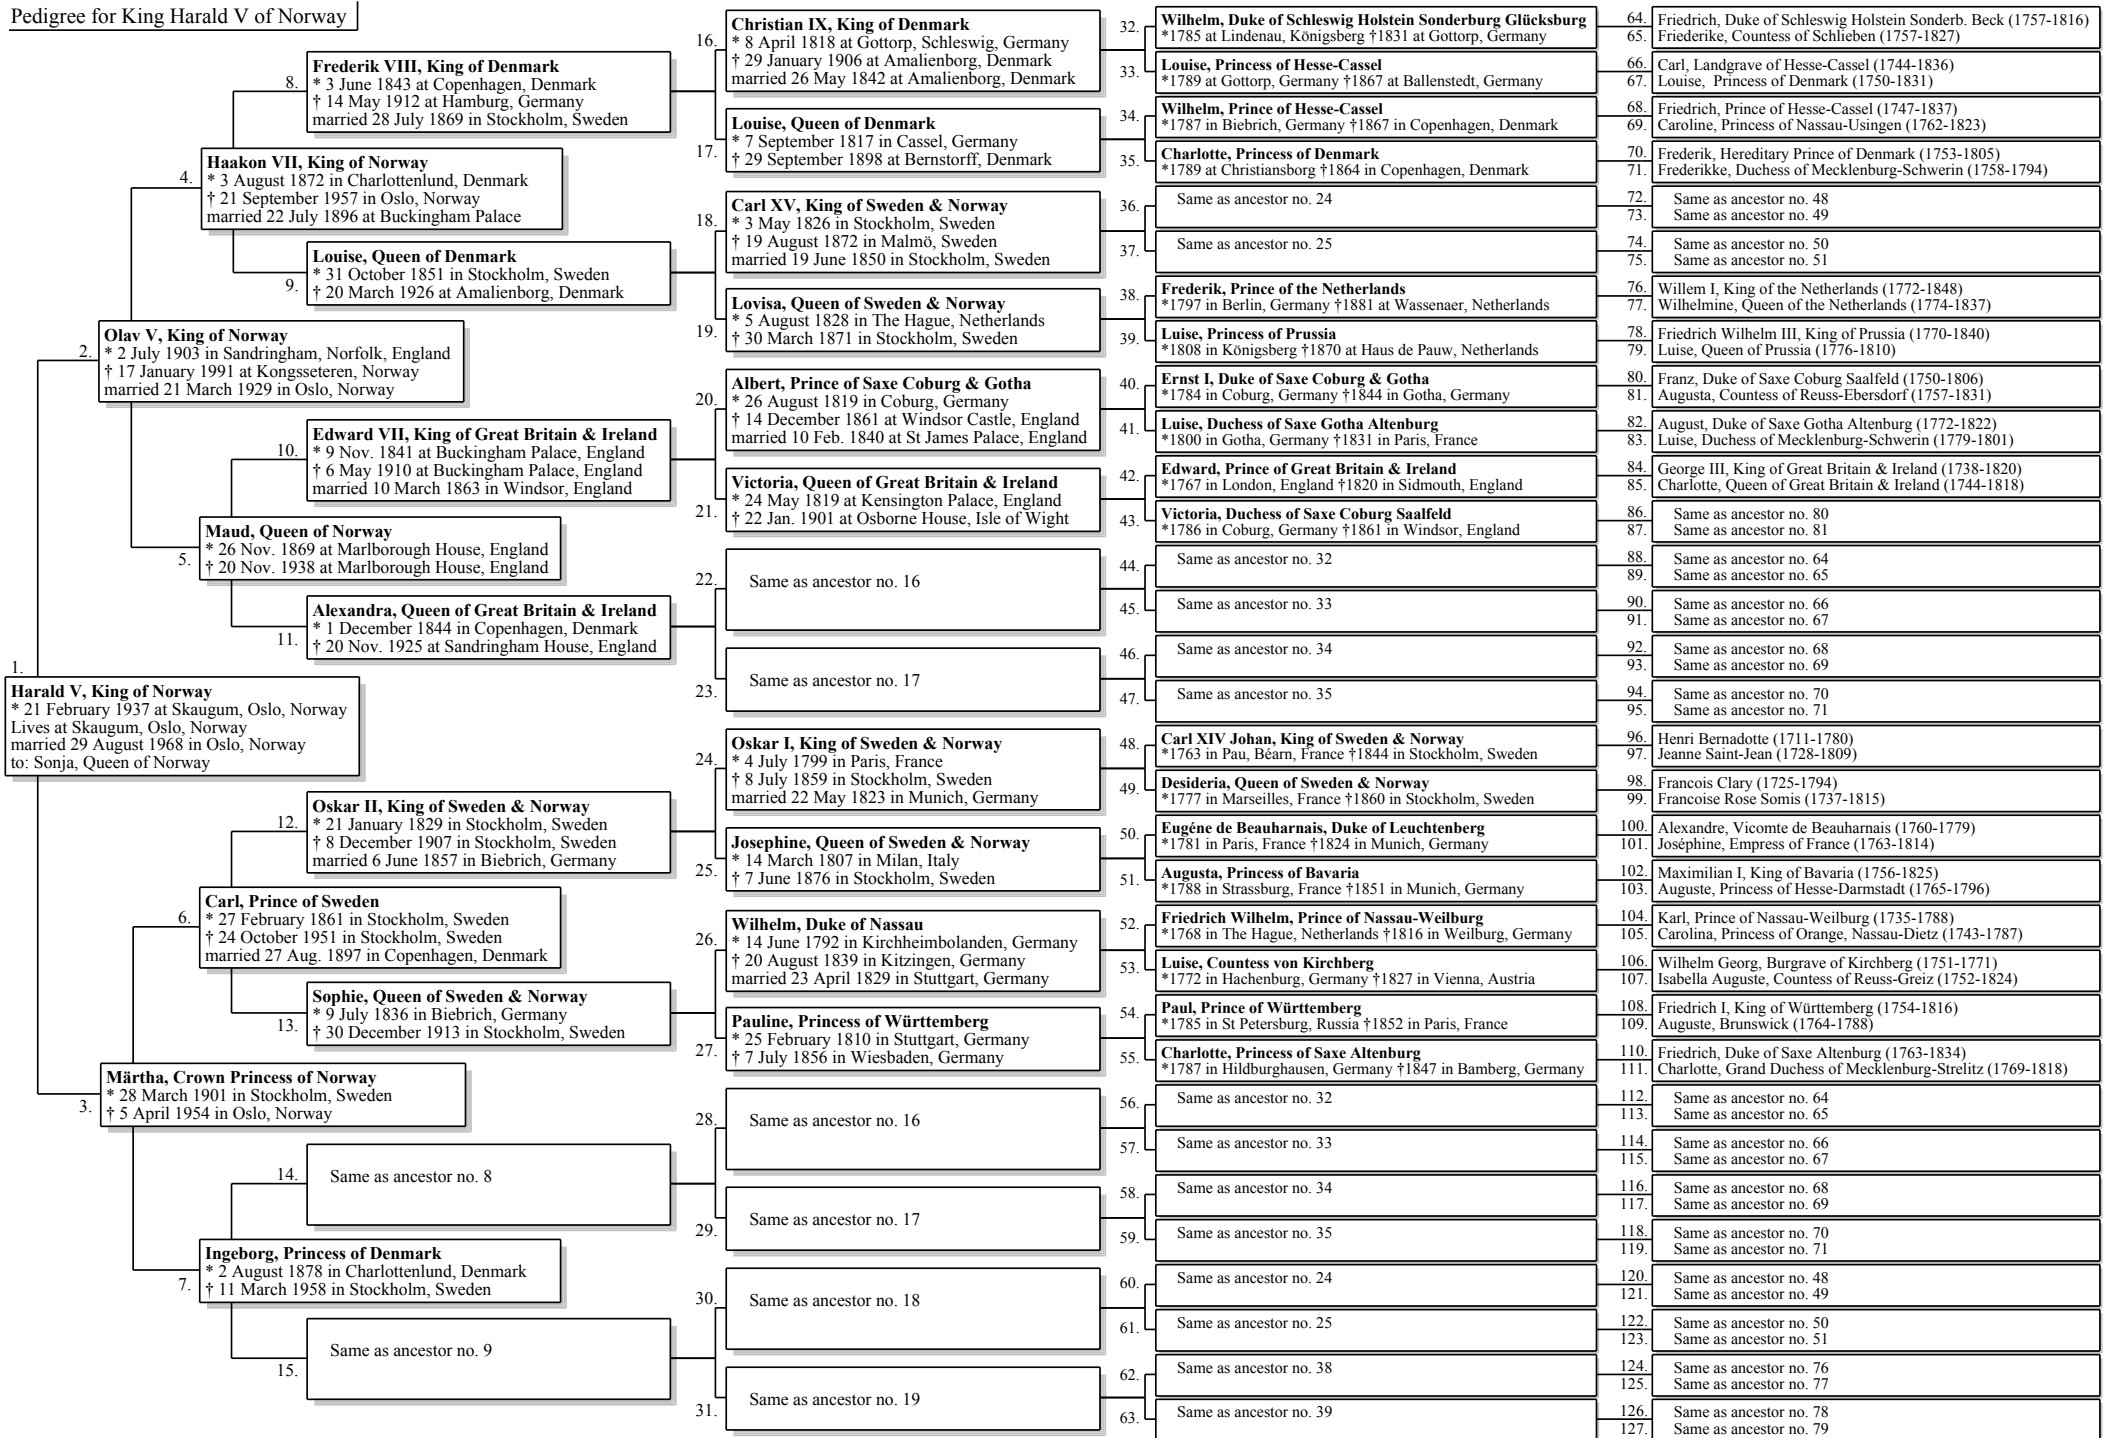 Pedigree for King Harald V of Norway
1.
Harald V, King of Norway
* 21 February 1937 at Skaugum, Oslo, Norway
Lives at Skaugum, Oslo, Norway
married 29 August 1968 in Oslo, Norway
to: Sonja, Queen of Norway
2.
Olav V, King of Norway
* 2 July 1903 in Sandringham, Norfolk, England
† 17 January 1991 at Kongsseteren, Norway
married 21 March 1929 in Oslo, Norway
3.
Märtha, Crown Princess of Norway
* 28 March 1901 in Stockholm, Sweden
† 5 April 1954 in Oslo, Norway
4.
Haakon VII, King of Norway
* 3 August 1872 in Charlottenlund, Denmark
† 21 September 1957 in Oslo, Norway
married 22 July 1896 at Buckingham Palace
5.
Maud, Queen of Norway
* 26 Nov. 1869 at Marlborough House, England
† 20 Nov. 1938 at Marlborough House, England
6.
Carl, Prince of Sweden
* 27 February 1861 in Stockholm, Sweden
† 24 October 1951 in Stockholm, Sweden
married 27 Aug. 1897 in Copenhagen, Denmark
7.
Ingeborg, Princess of Denmark
* 2 August 1878 in Charlottenlund, Denmark
† 11 March 1958 in Stockholm, Sweden
8.
Frederik VIII, King of Denmark
* 3 June 1843 at Copenhagen, Denmark
† 14 May 1912 at Hamburg, Germany
married 28 July 1869 in Stockholm, Sweden
9.
Louise, Queen of Denmark
* 31 October 1851 in Stockholm, Sweden
† 20 March 1926 at Amalienborg, Denmark
10.
Edward VII, King of Great Britain & Ireland
* 9 Nov. 1841 at Buckingham Palace, England
† 6 May 1910 at Buckingham Palace, England
married 10 March 1863 in Windsor, England
11.
Alexandra, Queen of Great Britain & Ireland
* 1 December 1844 in Copenhagen, Denmark
† 20 Nov. 1925 at Sandringham House, England
12.
Oskar II, King of Sweden & Norway
* 21 January 1829 in Stockholm, Sweden
† 8 December 1907 in Stockholm, Sweden
married 6 June 1857 in Biebrich, Germany
13.
Sophie, Queen of Sweden & Norway
* 9 July 1836 in Biebrich, Germany
† 30 December 1913 in Stockholm, Sweden
14.
Same as ancestor no. 8
15.
Same as ancestor no. 9
16.
Christian IX, King of Denmark
* 8 April 1818 at Gottorp, Schleswig, Germany
† 29 January 1906 at Amalienborg, Denmark
married 26 May 1842 at Amalienborg, Denmark
17.
Louise, Queen of Denmark
* 7 September 1817 in Cassel, Germany
† 29 September 1898 at Bernstorff, Denmark
18.
Carl XV, King of Sweden & Norway
* 3 May 1826 in Stockholm, Sweden
† 19 August 1872 in Malmö, Sweden
married 19 June 1850 in Stockholm, Sweden
19.
Lovisa, Queen of Sweden & Norway
* 5 August 1828 in The Hague, Netherlands
† 30 March 1871 in Stockholm, Sweden
20.
Albert, Prince of Saxe Coburg & Gotha
* 26 August 1819 in Coburg, Germany
† 14 December 1861 at Windsor Castle, England
married 10 Feb. 1840 at St James Palace, England
21.
Victoria, Queen of Great Britain & Ireland
* 24 May 1819 at Kensington Palace, England
† 22 Jan. 1901 at Osborne House, Isle of Wight
22.
Same as ancestor no. 16
23.
Same as ancestor no. 17
24.
Oskar I, King of Sweden & Norway
* 4 July 1799 in Paris, France
† 8 July 1859 in Stockholm, Sweden
married 22 May 1823 in Munich, Germany
25.
Josephine, Queen of Sweden & Norway
* 14 March 1807 in Milan, Italy
† 7 June 1876 in Stockholm, Sweden
26.
Wilhelm, Duke of Nassau
* 14 June 1792 in Kirchheimbolanden, Germany
† 20 August 1839 in Kitzingen, Germany
married 23 April 1829 in Stuttgart, Germany
27.
Pauline, Princess of Württemberg
* 25 February 1810 in Stuttgart, Germany
† 7 July 1856 in Wiesbaden, Germany
28.
Same as ancestor no. 16
29.
Same as ancestor no. 17
30.
Same as ancestor no. 18
31.
Same as ancestor no. 19
32.
Wilhelm, Duke of Schleswig Holstein Sonderburg Glücksburg
*1785 at Lindenau, Königsberg †1831 at Gottorp, Germany
33.
Louise, Princess of Hesse-Cassel
*1789 at Gottorp, Germany †1867 at Ballenstedt, Germany
34.
Wilhelm, Prince of Hesse-Cassel
*1787 in Biebrich, Germany †1867 in Copenhagen, Denmark
35.
Charlotte, Princess of Denmark
*1789 at Christiansborg †1864 in Copenhagen, Denmark
36.
Same as ancestor no. 24
37.
Same as ancestor no. 25
38.
Frederik, Prince of the Netherlands
*1797 in Berlin, Germany †1881 at Wassenaer, Netherlands
39.
Luise, Princess of Prussia
*1808 in Königsberg †1870 at Haus de Pauw, Netherlands
40.
Ernst I, Duke of Saxe Coburg & Gotha
*1784 in Coburg, Germany †1844 in Gotha, Germany
41.
Luise, Duchess of Saxe Gotha Altenburg
*1800 in Gotha, Germany †1831 in Paris, France
42.
Edward, Prince of Great Britain & Ireland
*1767 in London, England †1820 in Sidmouth, England
43.
Victoria, Duchess of Saxe Coburg Saalfeld
*1786 in Coburg, Germany †1861 in Windsor, England
44.
Same as ancestor no. 32
45.
Same as ancestor no. 33
46.
Same as ancestor no. 34
47.
Same as ancestor no. 35
48.
Carl XIV Johan, King of Sweden & Norway
*1763 in Pau, Béarn, France †1844 in Stockholm, Sweden
49.
Desideria, Queen of Sweden & Norway
*1777 in Marseilles, France †1860 in Stockholm, Sweden
50.
Eugéne de Beauharnais, Duke of Leuchtenberg
*1781 in Paris, France †1824 in Munich, Germany
51.
Augusta, Princess of Bavaria
*1788 in Strassburg, France †1851 in Munich, Germany
52.
Friedrich Wilhelm, Prince of Nassau-Weilburg
*1768 in The Hague, Netherlands †1816 in Weilburg, Germany
53.
Luise, Countess von Kirchberg
*1772 in Hachenburg, Germany †1827 in Vienna, Austria
54.
Paul, Prince of Württemberg
*1785 in St Petersburg, Russia †1852 in Paris, France
55.
Charlotte, Princess of Saxe Altenburg
*1787 in Hildburghausen, Germany †1847 in Bamberg, Germany
56.
Same as ancestor no. 32
57.
Same as ancestor no. 33
58.
Same as ancestor no. 34
59.
Same as ancestor no. 35
60.
Same as ancestor no. 24
61.
Same as ancestor no. 25
62.
Same as ancestor no. 38
63.
Same as ancestor no. 39
64. Friedrich, Duke of Schleswig Holstein Sonderb. Beck (1757-1816)
65. Friederike, Countess of Schlieben (1757-1827)
66. Carl, Landgrave of Hesse-Cassel (1744-1836)
67. Louise, Princess of Denmark (1750-1831)
68. Friedrich, Prince of Hesse-Cassel (1747-1837)
69. Caroline, Princess of Nassau-Usingen (1762-1823)
70. Frederik, Hereditary Prince of Denmark (1753-1805)
71. Frederikke, Duchess of Mecklenburg-Schwerin (1758-1794)
72. Same as ancestor no. 48
73. Same as ancestor no. 49
74. Same as ancestor no. 50
75. Same as ancestor no. 51
76. Willem I, King of the Netherlands (1772-1848)
77. Wilhelmine, Queen of the Netherlands (1774-1837)
78. Friedrich Wilhelm III, King of Prussia (1770-1840)
79. Luise, Queen of Prussia (1776-1810)
80. Franz, Duke of Saxe Coburg Saalfeld (1750-1806)
81. Augusta, Countess of Reuss-Ebersdorf (1757-1831)
82. August, Duke of Saxe Gotha Altenburg (1772-1822)
83. Luise, Duchess of Mecklenburg-Schwerin (1779-1801)
84. George III, King of Great Britain & Ireland (1738-1820)
85. Charlotte, Queen of Great Britain & Ireland (1744-1818)
86. Same as ancestor no. 80
87. Same as ancestor no. 81
88. Same as ancestor no. 64
89. Same as ancestor no. 65
90. Same as ancestor no. 66
91. Same as ancestor no. 67
92. Same as ancestor no. 68
93. Same as ancestor no. 69
94. Same as ancestor no. 70
95. Same as ancestor no. 71
96. Henri Bernadotte (1711-1780)
97. Jeanne Saint-Jean (1728-1809)
98. Francois Clary (1725-1794)
99. Francoise Rose Somis (1737-1815)
100. Alexandre, Vicomte de Beauharnais (1760-1779)
101. Joséphine, Empress of France (1763-1814)
102. Maximilian I, King of Bavaria (1756-1825)
103. Auguste, Princess of Hesse-Darmstadt (1765-1796)
104. Karl, Prince of Nassau-Weilburg (1735-1788)
105. Carolina, Princess of Orange, Nassau-Dietz (1743-1787)
106. Wilhelm Georg, Burgrave of Kirchberg (1751-1771)
107. Isabella Auguste, Countess of Reuss-Greiz (1752-1824)
108. Friedrich I, King of Württemberg (1754-1816)
109. Auguste, Brunswick (1764-1788)
110. Friedrich, Duke of Saxe Altenburg (1763-1834)
111. Charlotte, Grand Duchess of Mecklenburg-Strelitz (1769-1818)
112. Same as ancestor no. 64
113. Same as ancestor no. 65
114. Same as ancestor no. 66
115. Same as ancestor no. 67
116. Same as ancestor no. 68
117. Same as ancestor no. 69
118. Same as ancestor no. 70
119. Same as ancestor no. 71
120. Same as ancestor no. 48
121. Same as ancestor no. 49
122. Same as ancestor no. 50
123. Same as ancestor no. 51
124. Same as ancestor no. 76
125. Same as ancestor no. 77
126. Same as ancestor no. 78
127. Same as ancestor no. 79